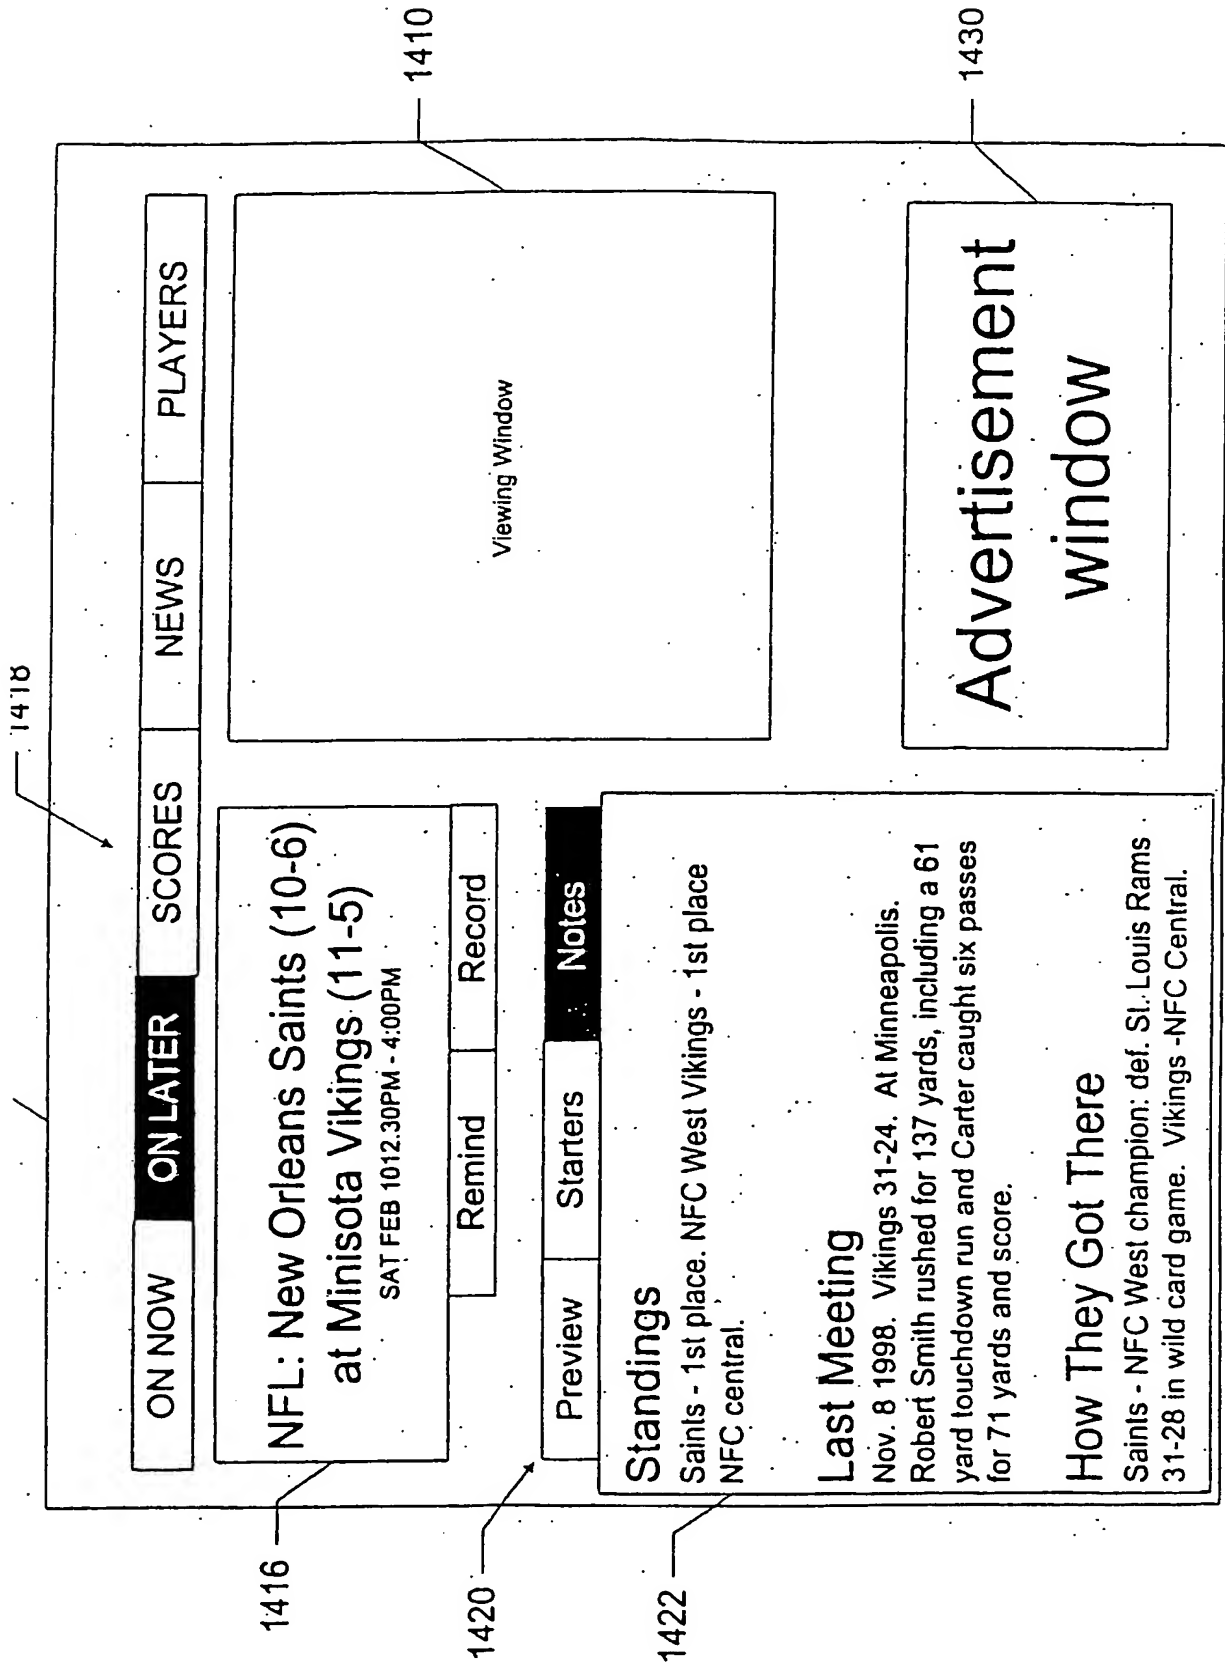 1418
ON NOW
ON LATER
SCORES
NEWS
PLAYERS
NFL: New Orleans Saints (10-6)
at Minisota Vikings (11-5)
SAT FEB 1012.30PM - 4:00PM
Remind
Record
1416
Viewing Window
1410
1420
Preview
Starters
Notes
Standings
Saints - 1st place. NFC West Vikings - 1st place
NFC central.
Last Meeting
Nov. 8 1998. Vikings 31-24. At Minneapolis.
Robert Smith rushed for 137 yards, including a 61
yard touchdown run and Carter caught six passes
for 71 yards and score.
How They Got There
Saints - NFC West champion: def. St. Louis Rams
31-28 in wild card game. Vikings -NFC Central.
1422
Advertisement
window
1430